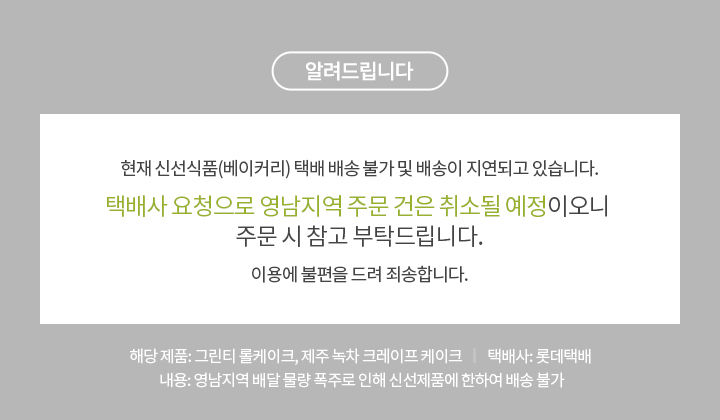 알려드립니다
현재 신선식품(베이커리) 택배 배송 불가 및 배송이 지연되고 있습니다.
택배사 요청으로 영남지역 주문 건은 취소될 예정이오니
주문 시 참고 부탁드립니다.
이용에 불편을 드려 죄송합니다.
해당 제품: 그린티 롤케이크, 제주 녹차 크레이프 케이크 | 택배사: 롯데택배
내용: 영남지역 배달 물량 폭주로 인해 신선제품에 한하여 배송 불가